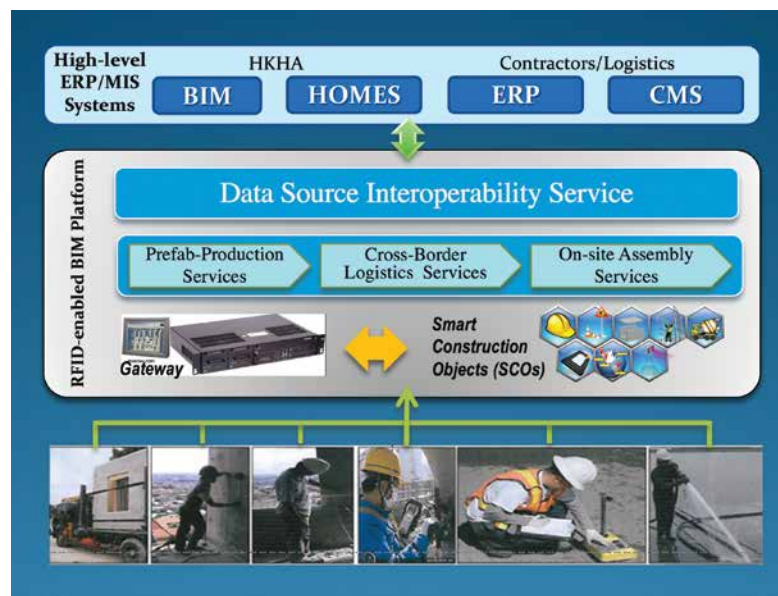 High-level
ERP/MIS
Systems
HKHA
Contractors/Logistics
BIM
HOMES
ERP
CMS
RFID-enabled BIM Platform
Data Source Interoperability Service
Prefab-Production
Services
Cross-Border
Logistics Services
On-site Assembly
Services
Gateway
Smart
Construction
Objects (SCOs)